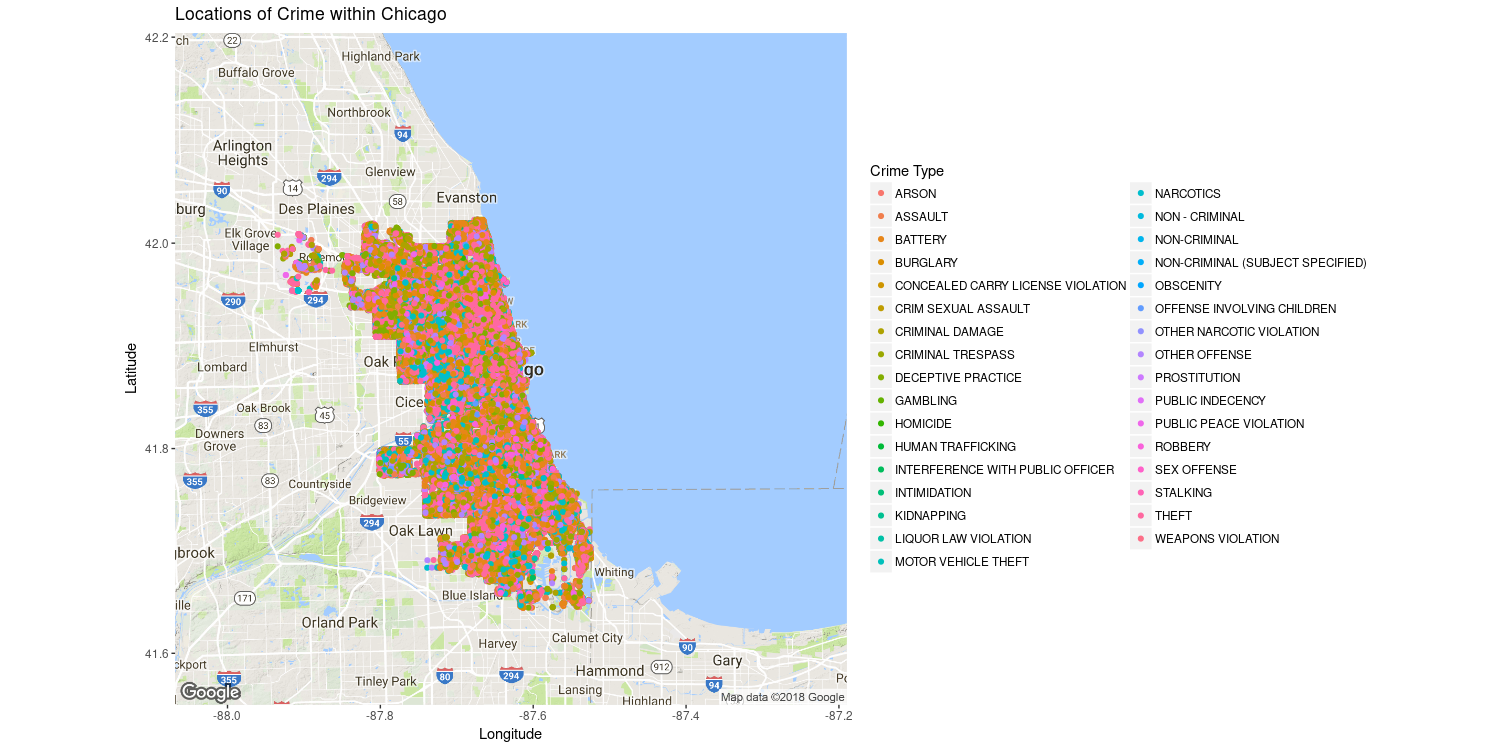 Locations of Crime within Chicago
42.2
42.0
41.8
41.6
Latitude
ch
22
Highland Park
Buffalo Grove
Northbrook
94
Arlington
Heights
Glenview
294
90
14
58
Evanston
burg
Des Plaines
Elk Grove
Village
290
294
Elmhurst
Lombard
Oak
go
355
Oak Brook
45
83
Cice
Downers
Grove
55
355
83
Countryside
Bridgeview
294
Oak Lawn
Whiting
171
Blue Island
Orland Park
Harvey
Calumet City
90
Hammond
912
Gary
355
Tinley Park
80
294
Lansing
94
Highland
Google
Map data ©2018 Google
-88.0
-87.8
-87.6
-87.4
-87.2
Longitude
Crime Type
ARSON
ASSAULT
BATTERY
BURGLARY
CONCEALED CARRY LICENSE VIOLATION
CRIM SEXUAL ASSAULT
CRIMINAL DAMAGE
CRIMINAL TRESPASS
DECEPTIVE PRACTICE
GAMBLING
HOMICIDE
HUMAN TRAFFICKING
INTERFERENCE WITH PUBLIC OFFICER
INTIMIDATION
KIDNAPPING
LIQUOR LAW VIOLATION
MOTOR VEHICLE THEFT
NARCOTICS
NON - CRIMINAL
NON-CRIMINAL
NON-CRIMINAL (SUBJECT SPECIFIED)
OBSCENITY
OFFENSE INVOLVING CHILDREN
OTHER NARCOTIC VIOLATION
OTHER OFFENSE
PROSTITUTION
PUBLIC INDECENCY
PUBLIC PEACE VIOLATION
ROBBERY
SEX OFFENSE
STALKING
THEFT
WEAPONS VIOLATION